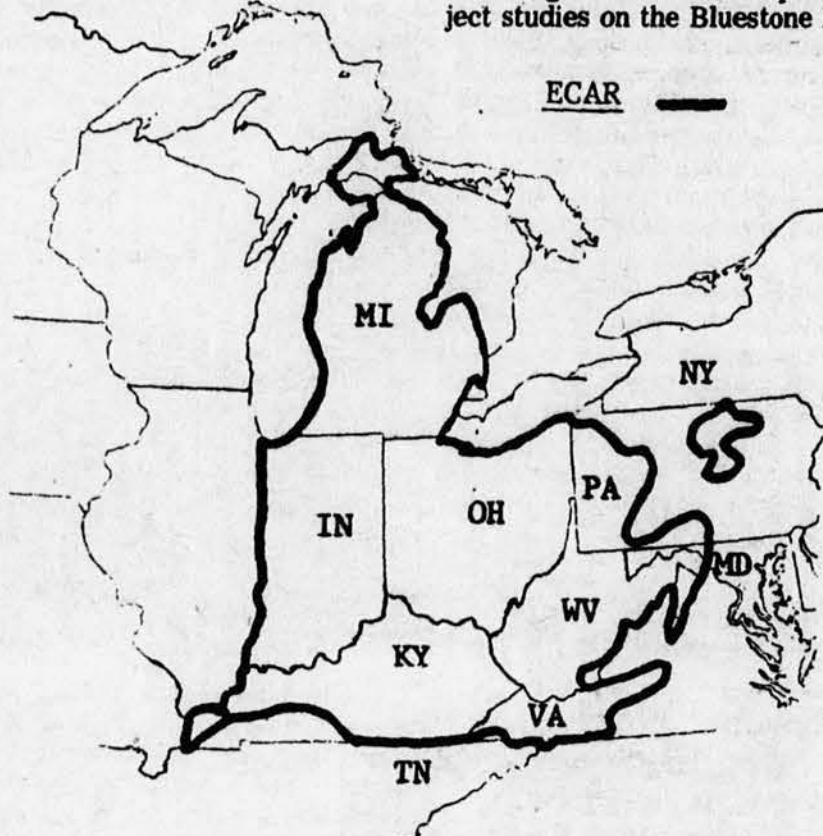 ject studies on the Bluestone
ECAR
MI
NY
PA
IN
OH
MD
WV
KY
VA
TN